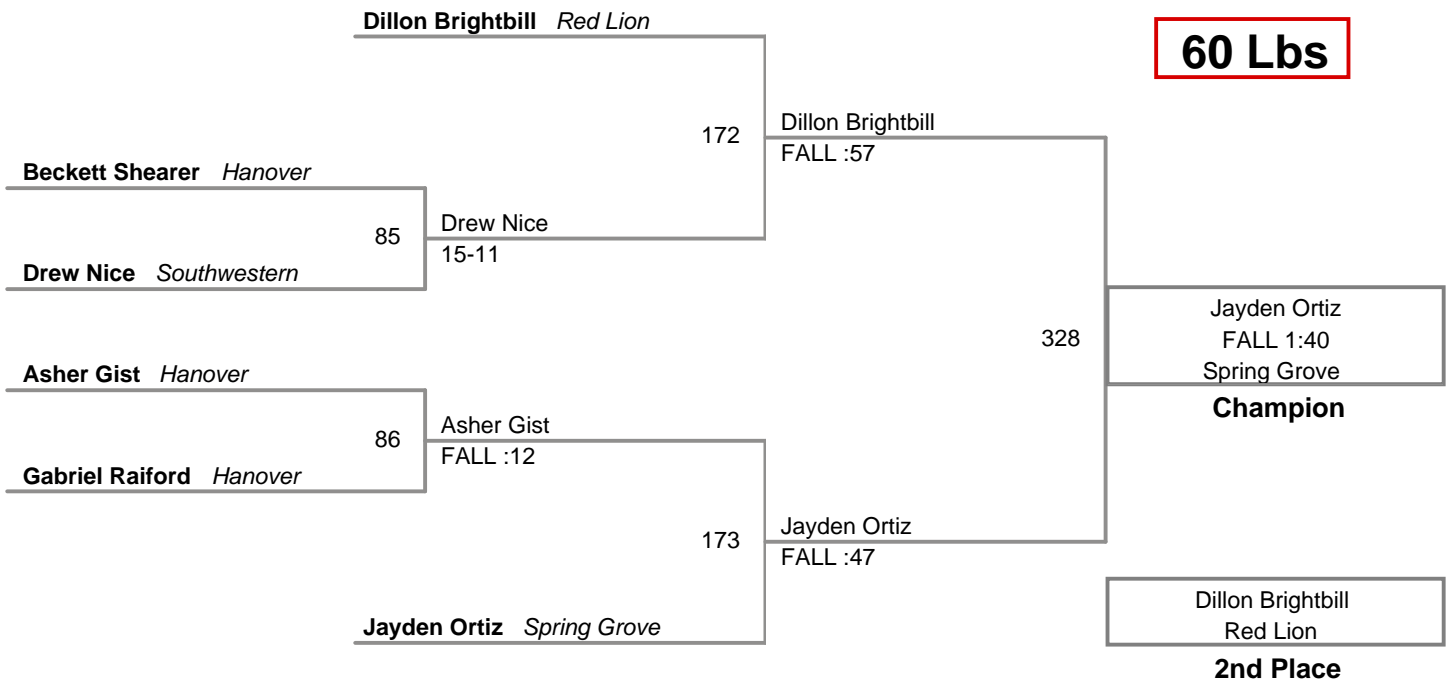 Dillon Brightbill Red Lion
60 Lbs
172
Dillon Brightbill
FALL :57
Beckett Shearer Hanover
85
Drew Nice
15-11
Drew Nice Southwestern
328
Jayden Ortiz
FALL 1:40
Spring Grove
Champion
Asher Gist Hanover
86
Asher Gist
FALL :12
Gabriel Raiford Hanover
173
Jayden Ortiz
FALL :47
Jayden Ortiz Spring Grove
Dillon Brightbill
Red Lion
2nd Place